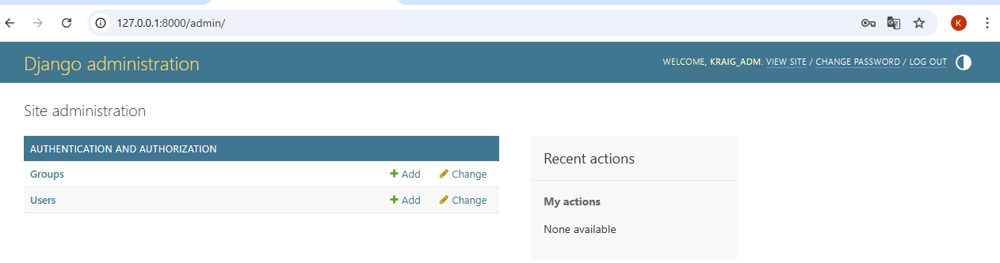 127.0.0.1:8000/admin/
K
Django administration
WELCOME, KRAIG_ADM. VIEW SITE / CHANGE PASSWORD / LOG OUT
Site administration
AUTHENTICATION AND AUTHORIZATION
Groups + Add Change
Users + Add Change
Recent actions
My actions
None available